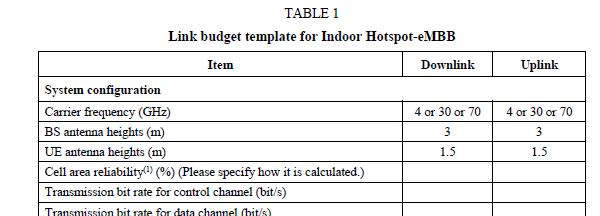 TABLE 1
Link budget template for Indoor Hotspot-eMBB
Item Downlink Uplink
System configuration
Carrier frequency (GHz) 4 or 30 or 70 4 or 30 or 70
BS antenna heights (m) 3 3
UE antenna heights (m) 1.5 1.5
Cell area reliability(1) (%) (Please specify how it is calculated.)
Transmission bit rate for control channel (bit/s)
Transmission bit rate for data channel (bit/s)